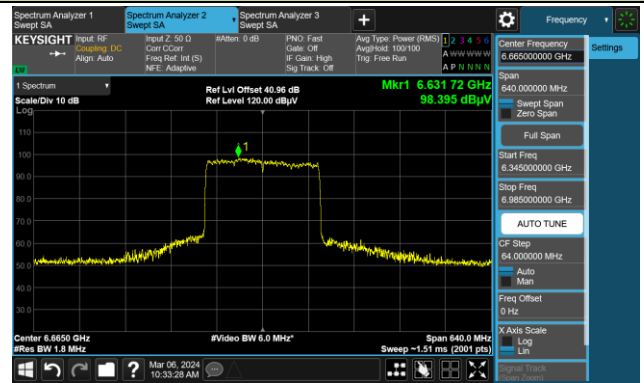 Spectrum Analyzer 1
Swept SA
Spectrum Analyzer 2
Swept SA
Spectrum Analyzer 3
Swept SA
Frequency
KEYSIGHT
Input: RF
Coupling: DC
Align: Auto
Input Z: 50 Ω
Corr CCorr
Freq Ref: Int (S)
NFE: Adaptive
#Atten: 0 dB
PNO: Fast
Gate: Off
IF Gain: High
Sig Track: Off
Avg Type: Power (RMS)
Avg|Hold: 100/100
Trig: Free Run
1 2 3 4 5 6
A W W W W W
A P N N N N
Center Frequency
6.665000000 GHz
Settings
Span
640.000000 MHz
Swept Span
Zero Span
Full Span
Start Freq
6.345000000 GHz
Stop Freq
6.985000000 GHz
AUTO TUNE
CF Step
64.000000 MHz
Auto
Man
Freq Offset
0 Hz
X Axis Scale
Log
Lin
Signal Track
(Span Zoom)
1 Spectrum
Scale/Div 10 dB
Log
Ref Lvl Offset 40.96 dB
Ref Level 120.00 dBµV
Mkr1 6.631 72 GHz
98.395 dBµV
1
110
100
90.0
80.0
70.0
60.0
50.0
40.0
30.0
Center 6.6650 GHz
#Res BW 1.8 MHz
#Video BW 6.0 MHz*
Span 640.0 MHz
Sweep ~1.51 ms (2001 pts)
?
Mar 06, 2024
10:33:28 AM